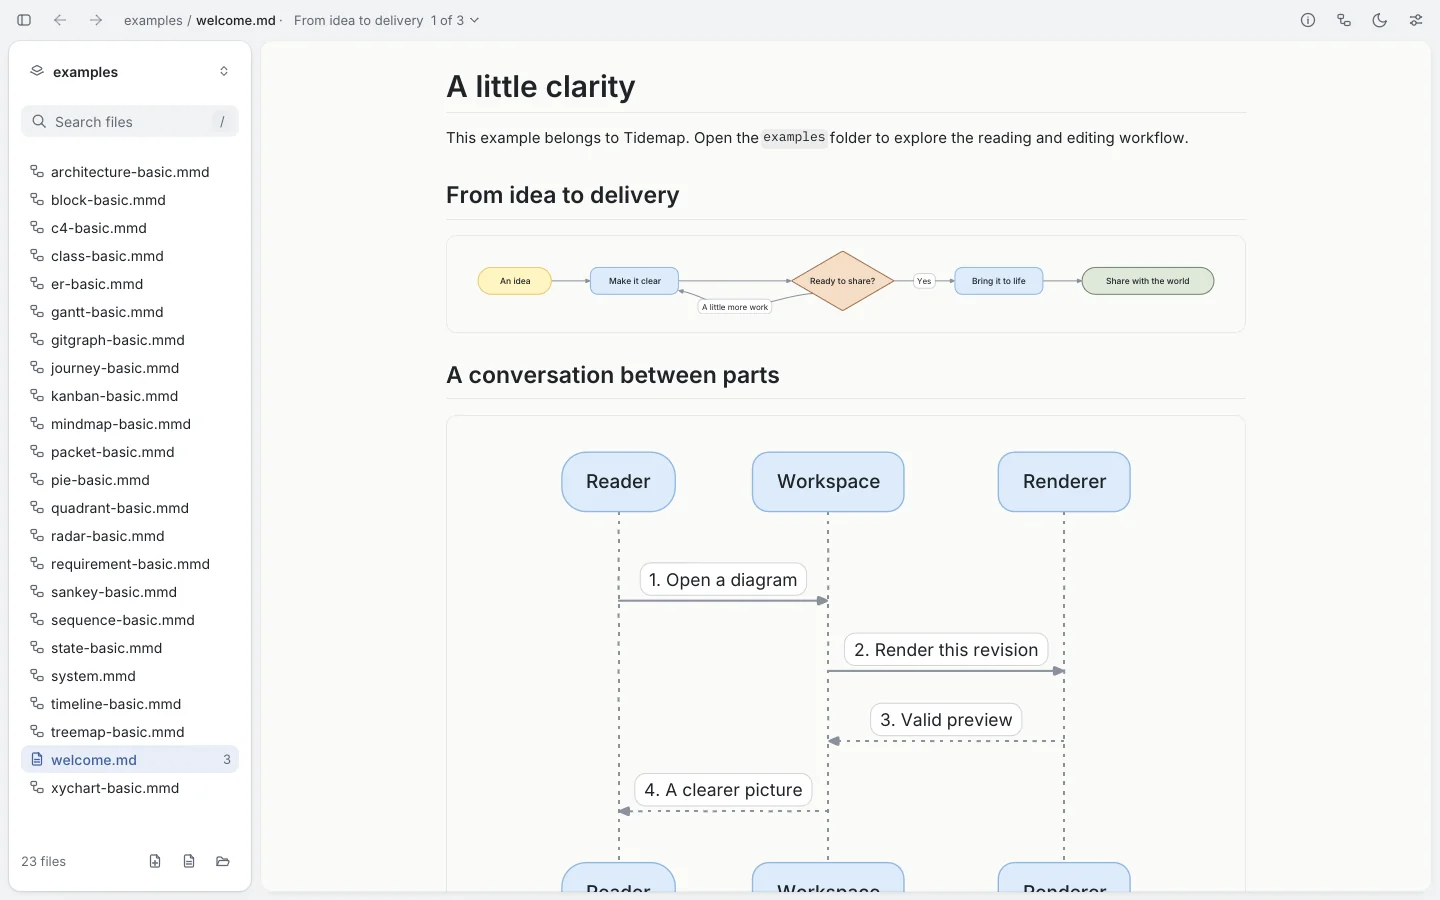 examples / welcome.md · From idea to delivery 1 of 3
examples
Search files /
architecture-basic.mmd
block-basic.mmd
c4-basic.mmd
class-basic.mmd
er-basic.mmd
gantt-basic.mmd
gitgraph-basic.mmd
journey-basic.mmd
kanban-basic.mmd
mindmap-basic.mmd
packet-basic.mmd
pie-basic.mmd
quadrant-basic.mmd
radar-basic.mmd
requirement-basic.mmd
sankey-basic.mmd
sequence-basic.mmd
state-basic.mmd
system.mmd
timeline-basic.mmd
treemap-basic.mmd
welcome.md 3
xychart-basic.mmd
23 files
A little clarity
This example belongs to Tidemap. Open the examples folder to explore the reading and editing workflow.
From idea to delivery
An idea
Make it clear
Ready to share?
Yes
Bring it to life
Share with the world
A little more work
A conversation between parts
Reader
Workspace
Renderer
1. Open a diagram
2. Render this revision
3. Valid preview
4. A clearer picture
Reader
Workspace
Renderer